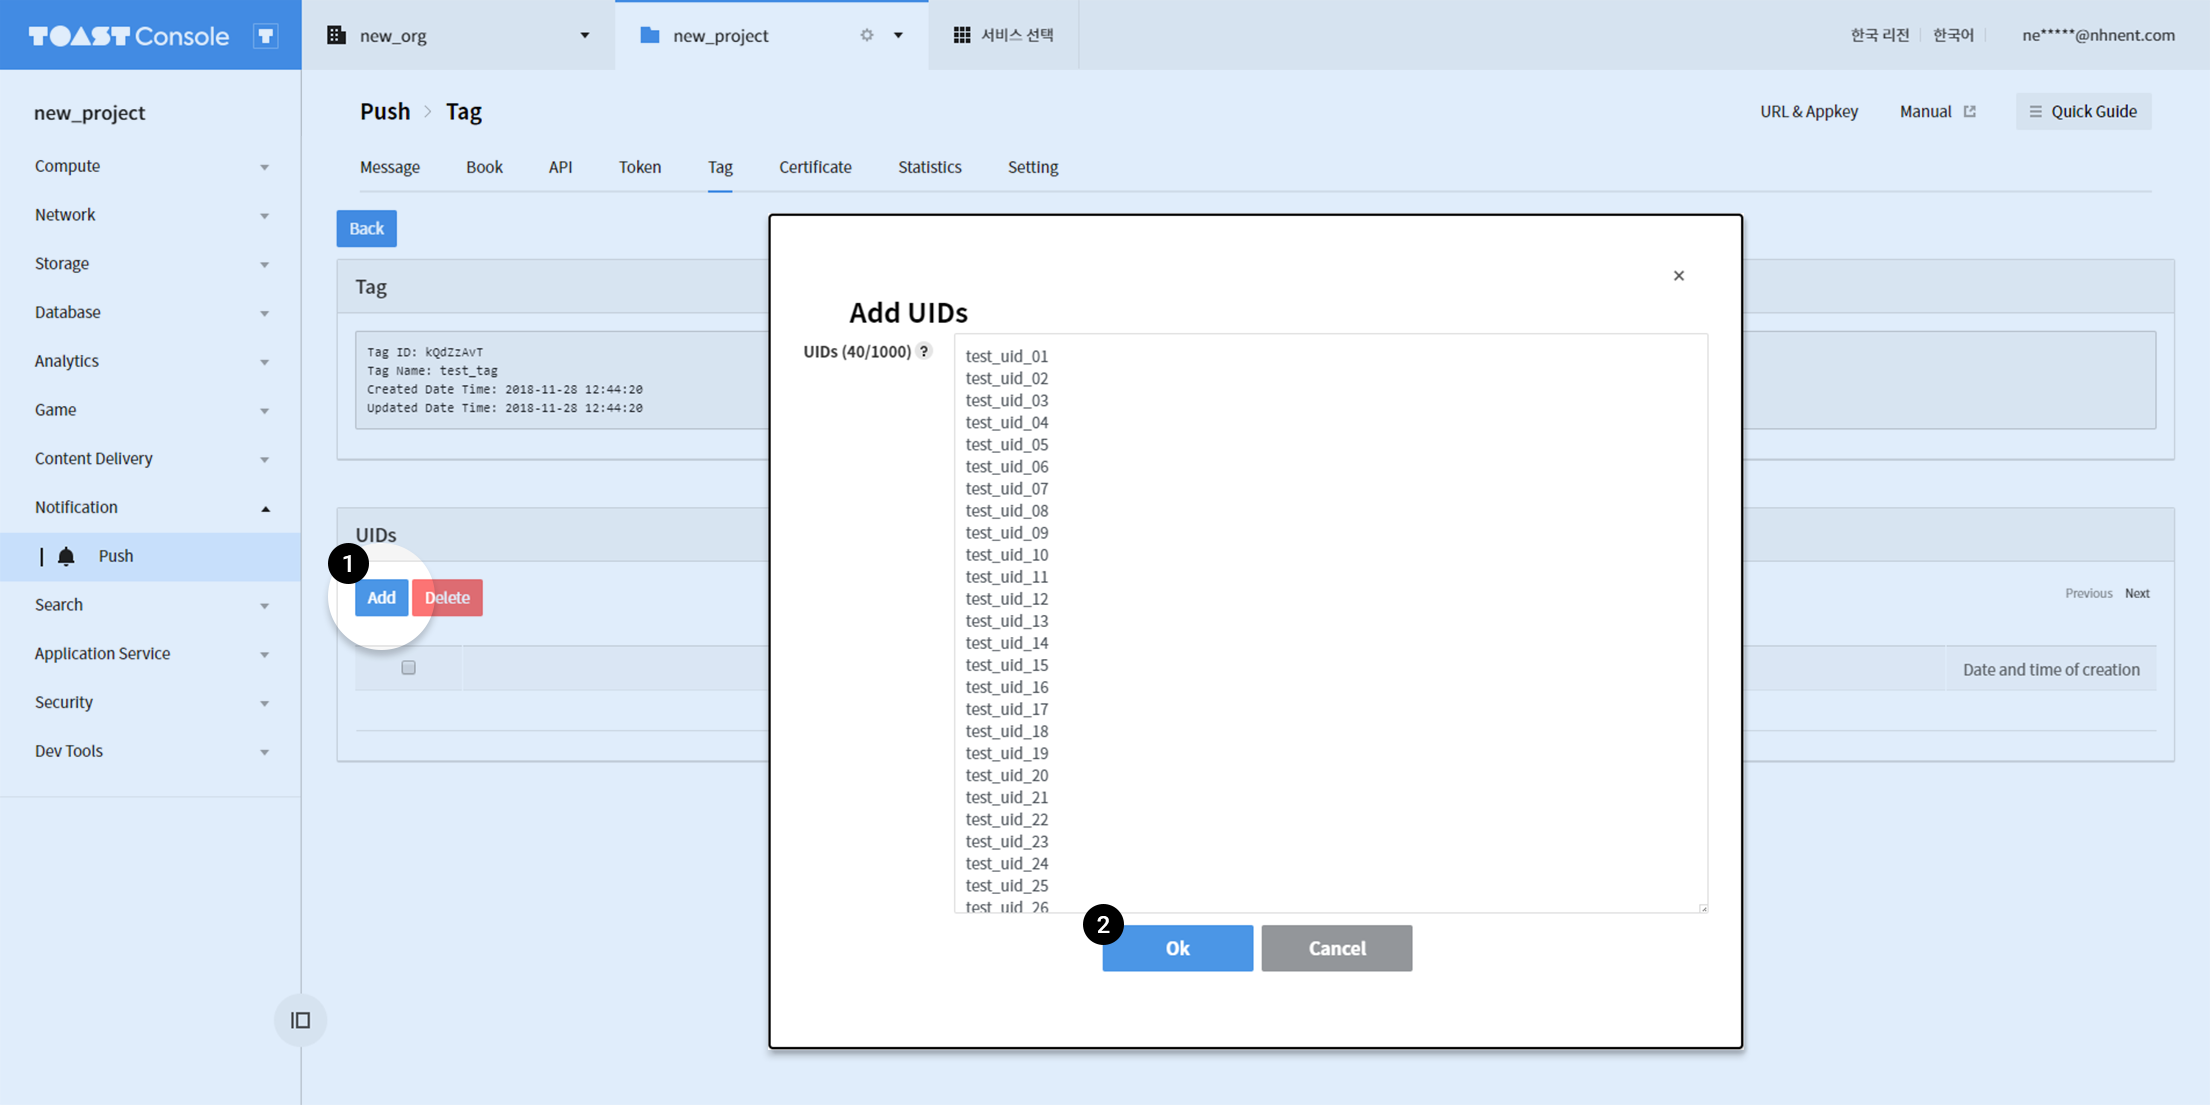 TOAST Console
T
new_org
new_project
서비스 선택
한국 리전
한국어
ne*****@nhnent.com
new_project
Compute
Network
Storage
Database
Analytics
Game
Content Delivery
Notification
Push
Search
Application Service
Security
Dev Tools
Push > Tag
URL & Appkey
Manual
Quick Guide
Message
Book
API
Token
Tag
Certificate
Statistics
Setting
Back
Tag
Tag ID: kQdZzAvT
Tag Name: test_tag
Created Date Time: 2018-11-28 12:44:20
Updated Date Time: 2018-11-28 12:44:20
UIDs
1
Add
Delete
Previous
Next
Date and time of creation
×
Add UIDs
UIDs (40/1000) ?
test_uid_01
test_uid_02
test_uid_03
test_uid_04
test_uid_05
test_uid_06
test_uid_07
test_uid_08
test_uid_09
test_uid_10
test_uid_11
test_uid_12
test_uid_13
test_uid_14
test_uid_15
test_uid_16
test_uid_17
test_uid_18
test_uid_19
test_uid_20
test_uid_21
test_uid_22
test_uid_23
test_uid_24
test_uid_25
test_uid_26
2
Ok
Cancel